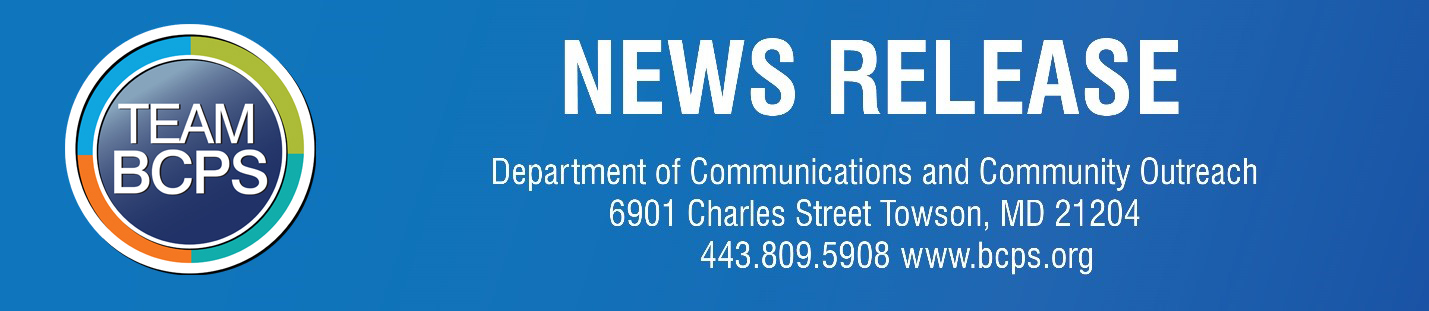 TEAM
BCPS
NEWS RELEASE
Department of Communications and Community Outreach
6901 Charles Street Towson, MD 21204
443.809.5908 www.bcps.org